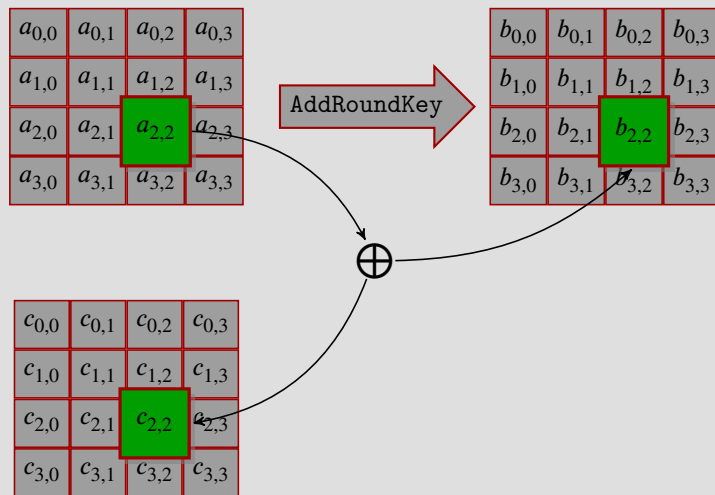 a0,0 a0,1 a0,2 a0,3
a1,0 a1,1 a1,2 a1,3
a2,0 a2,1 a2,2 a2,3
a3,0 a3,1 a3,2 a3,3
AddRoundKey
b0,0 b0,1 b0,2 b0,3
b1,0 b1,1 b1,2 b1,3
b2,0 b2,1 b2,2 b2,3
b3,0 b3,1 b3,2 b3,3
⊕
c0,0 c0,1 c0,2 c0,3
c1,0 c1,1 c1,2 c1,3
c2,0 c2,1 c2,2 c2,3
c3,0 c3,1 c3,2 c3,3